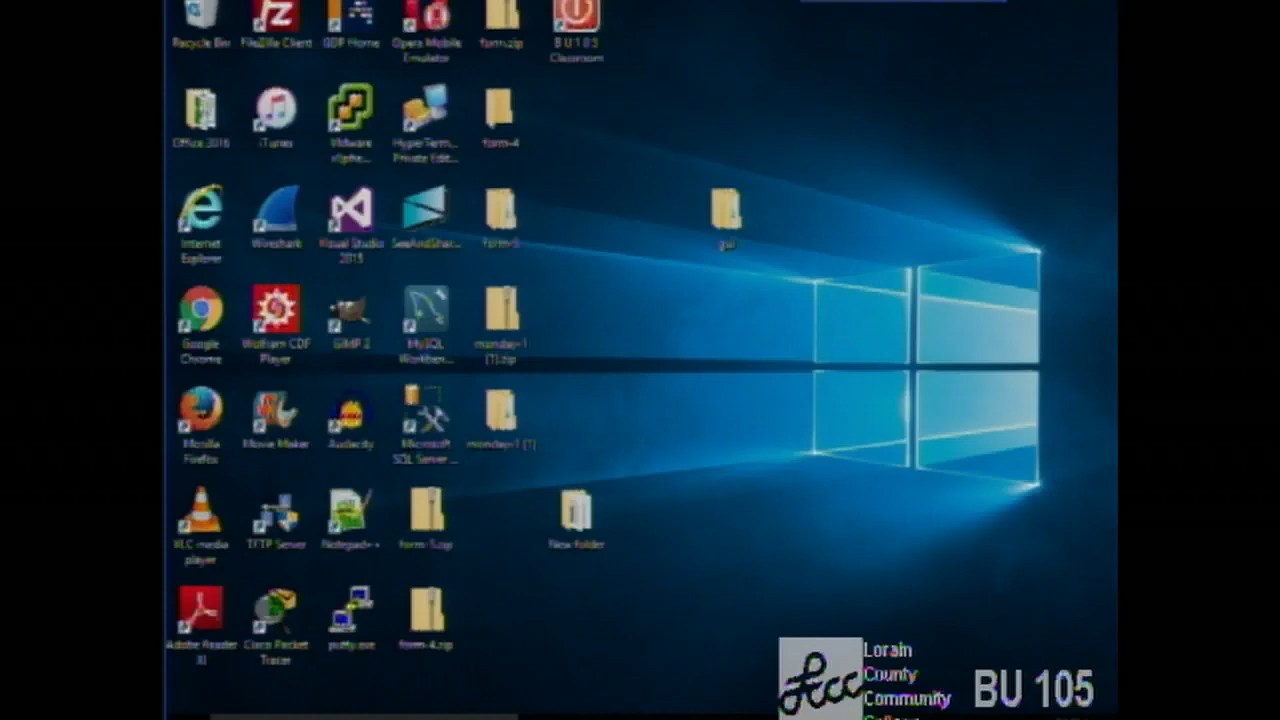 Recycle Bin
FileZilla Client
GDP Home
Opera Mobile
Emulator
form.zip
BU105
Classroom
Office 2016
iTunes
VMware
vSphe...
HyperTerm...
Private Edit...
form-4
Internet
Explorer
Wireshark
Visual Studio
2015
SeeAndShar...
form-5
gui
Google
Chrome
Wolfram CDF
Player
GIMP 2
MySQL
Workben...
monday-1
(1).zip
Mozilla
Firefox
Movie Maker
Audacity
Microsoft
SQL Server ...
monday-1 (1)
VLC media
player
TFTP Server
Notepad++
form-5.zip
New folder
Adobe Reader
XI
Cisco Packet
Tracer
putty.exe
form-4.zip
lccc
Lorain
County
Community
College
BU 105